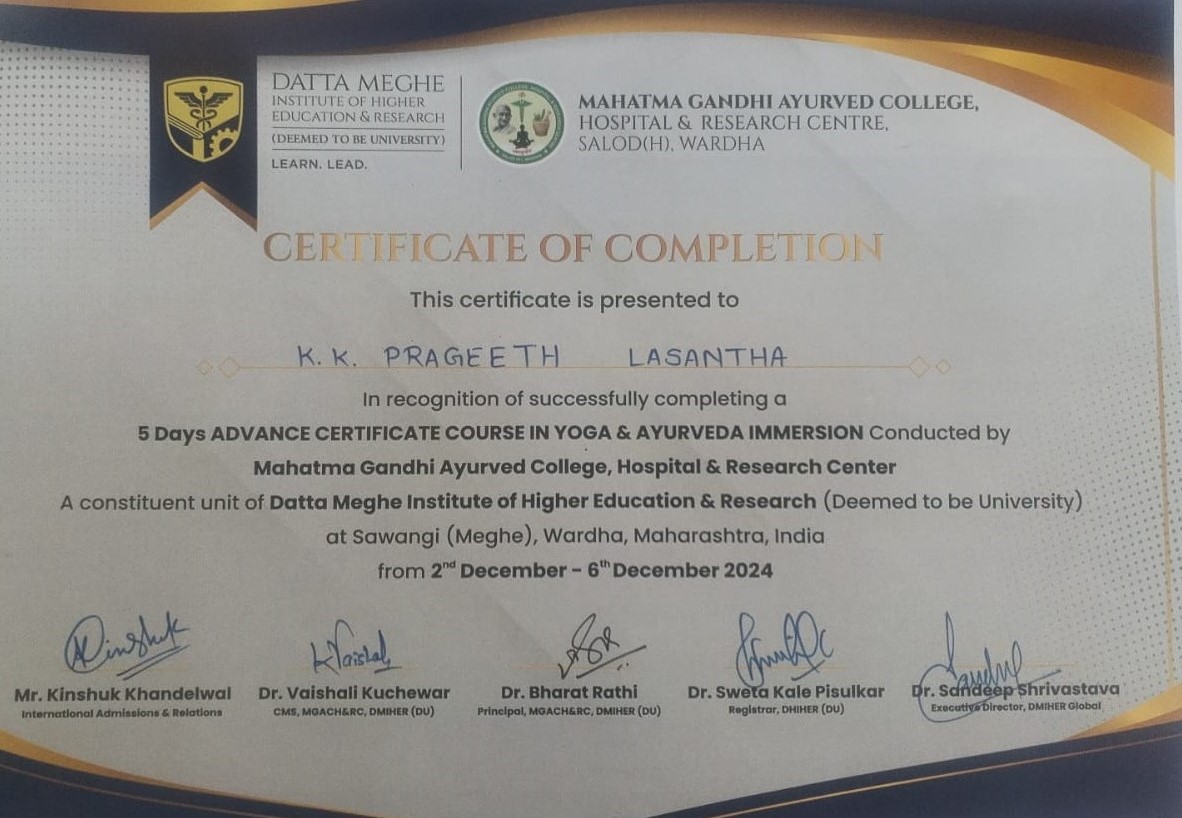 DATTA MEGHE
INSTITUTE OF HIGHER
EDUCATION & RESEARCH
(DEEMED TO BE UNIVERSITY)
LEARN. LEAD.
MAHATMA GANDHI AYURVED COLLEGE,
HOSPITAL & RESEARCH CENTRE,
SALOD(H), WARDHA
CERTIFICATE OF COMPLETION
This certificate is presented to
K. K. PRAGEETH LASANTHA
In recognition of successfully completing a
5 Days ADVANCE CERTIFICATE COURSE IN YOGA & AYURVEDA IMMERSION Conducted by
Mahatma Gandhi Ayurved College, Hospital & Research Center
A constituent unit of Datta Meghe Institute of Higher Education & Research (Deemed to be University)
at Sawangi (Meghe), Wardha, Maharashtra, India
from 2nd December - 6th December 2024
Kinshuk
Mr. Kinshuk Khandelwal
International Admissions & Relations
Dr. Vaishali Kuchewar
CMS, MGACH&RC, DMIHER (DU)
Dr. Bharat Rathi
Principal, MGACH&RC, DMIHER (DU)
Dr. Sweta Kale Pisulkar
Registrar, DHIHER (DU)
Dr. Sandeep Shrivastava
Executive Director, DMIHER Global